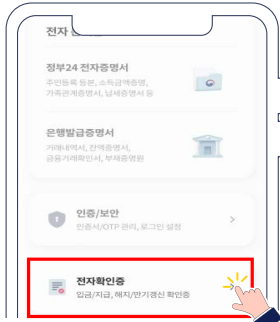 전자
정부24 전자증명서
주민등록 등본, 소득금액증명,
가족관계증명서, 납세증명서 등
은행발급증명서
거래내역서, 잔액증명서,
금융거래확인서, 부채증명원
인증/보안
인증서/OTP 관리, 로그인 설정
전자확인증
입금/지급, 해지/만기갱신 확인증